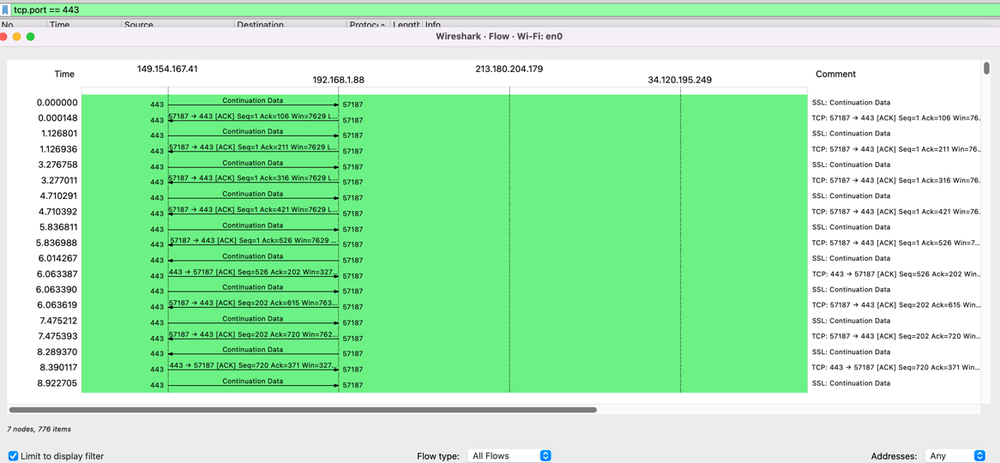 tcp.port == 443
No. Time Source Destination Protoc Length Info
Wireshark · Flow · Wi-Fi: en0
Time 149.154.167.41 192.168.1.88 213.180.204.179 34.120.195.249 Comment
0.000000 443 Continuation Data 57187 SSL: Continuation Data
0.000148 443 57187 → 443 [ACK] Seq=1 Ack=106 Win=7629 L… 57187 TCP: 57187 → 443 [ACK] Seq=1 Ack=106 Win=76…
1.126801 443 Continuation Data 57187 SSL: Continuation Data
1.126936 443 57187 → 443 [ACK] Seq=1 Ack=211 Win=7629 L… 57187 TCP: 57187 → 443 [ACK] Seq=1 Ack=211 Win=76…
3.276758 443 Continuation Data 57187 SSL: Continuation Data
3.277011 443 57187 → 443 [ACK] Seq=1 Ack=316 Win=7629 L… 57187 TCP: 57187 → 443 [ACK] Seq=1 Ack=316 Win=76…
4.710291 443 Continuation Data 57187 SSL: Continuation Data
4.710392 443 57187 → 443 [ACK] Seq=1 Ack=421 Win=7629 L… 57187 TCP: 57187 → 443 [ACK] Seq=1 Ack=421 Win=76…
5.836811 443 Continuation Data 57187 SSL: Continuation Data
5.836988 443 57187 → 443 [ACK] Seq=1 Ack=526 Win=7629 … 57187 TCP: 57187 → 443 [ACK] Seq=1 Ack=526 Win=7…
6.014267 443 Continuation Data 57187 SSL: Continuation Data
6.063387 443 443 → 57187 [ACK] Seq=526 Ack=202 Win=327… 57187 TCP: 443 → 57187 [ACK] Seq=526 Ack=202 Win…
6.063390 443 Continuation Data 57187 SSL: Continuation Data
6.063619 443 57187 → 443 [ACK] Seq=202 Ack=615 Win=763… 57187 TCP: 57187 → 443 [ACK] Seq=202 Ack=615 Win…
7.475212 443 Continuation Data 57187 SSL: Continuation Data
7.475393 443 57187 → 443 [ACK] Seq=202 Ack=720 Win=762… 57187 TCP: 57187 → 443 [ACK] Seq=202 Ack=720 Win…
8.289370 443 Continuation Data 57187 SSL: Continuation Data
8.390117 443 443 → 57187 [ACK] Seq=720 Ack=371 Win=327… 57187 TCP: 443 → 57187 [ACK] Seq=720 Ack=371 Win…
8.922705 443 Continuation Data 57187 SSL: Continuation Data
7 nodes, 776 items
Limit to display filter Flow type: All Flows Addresses: Any